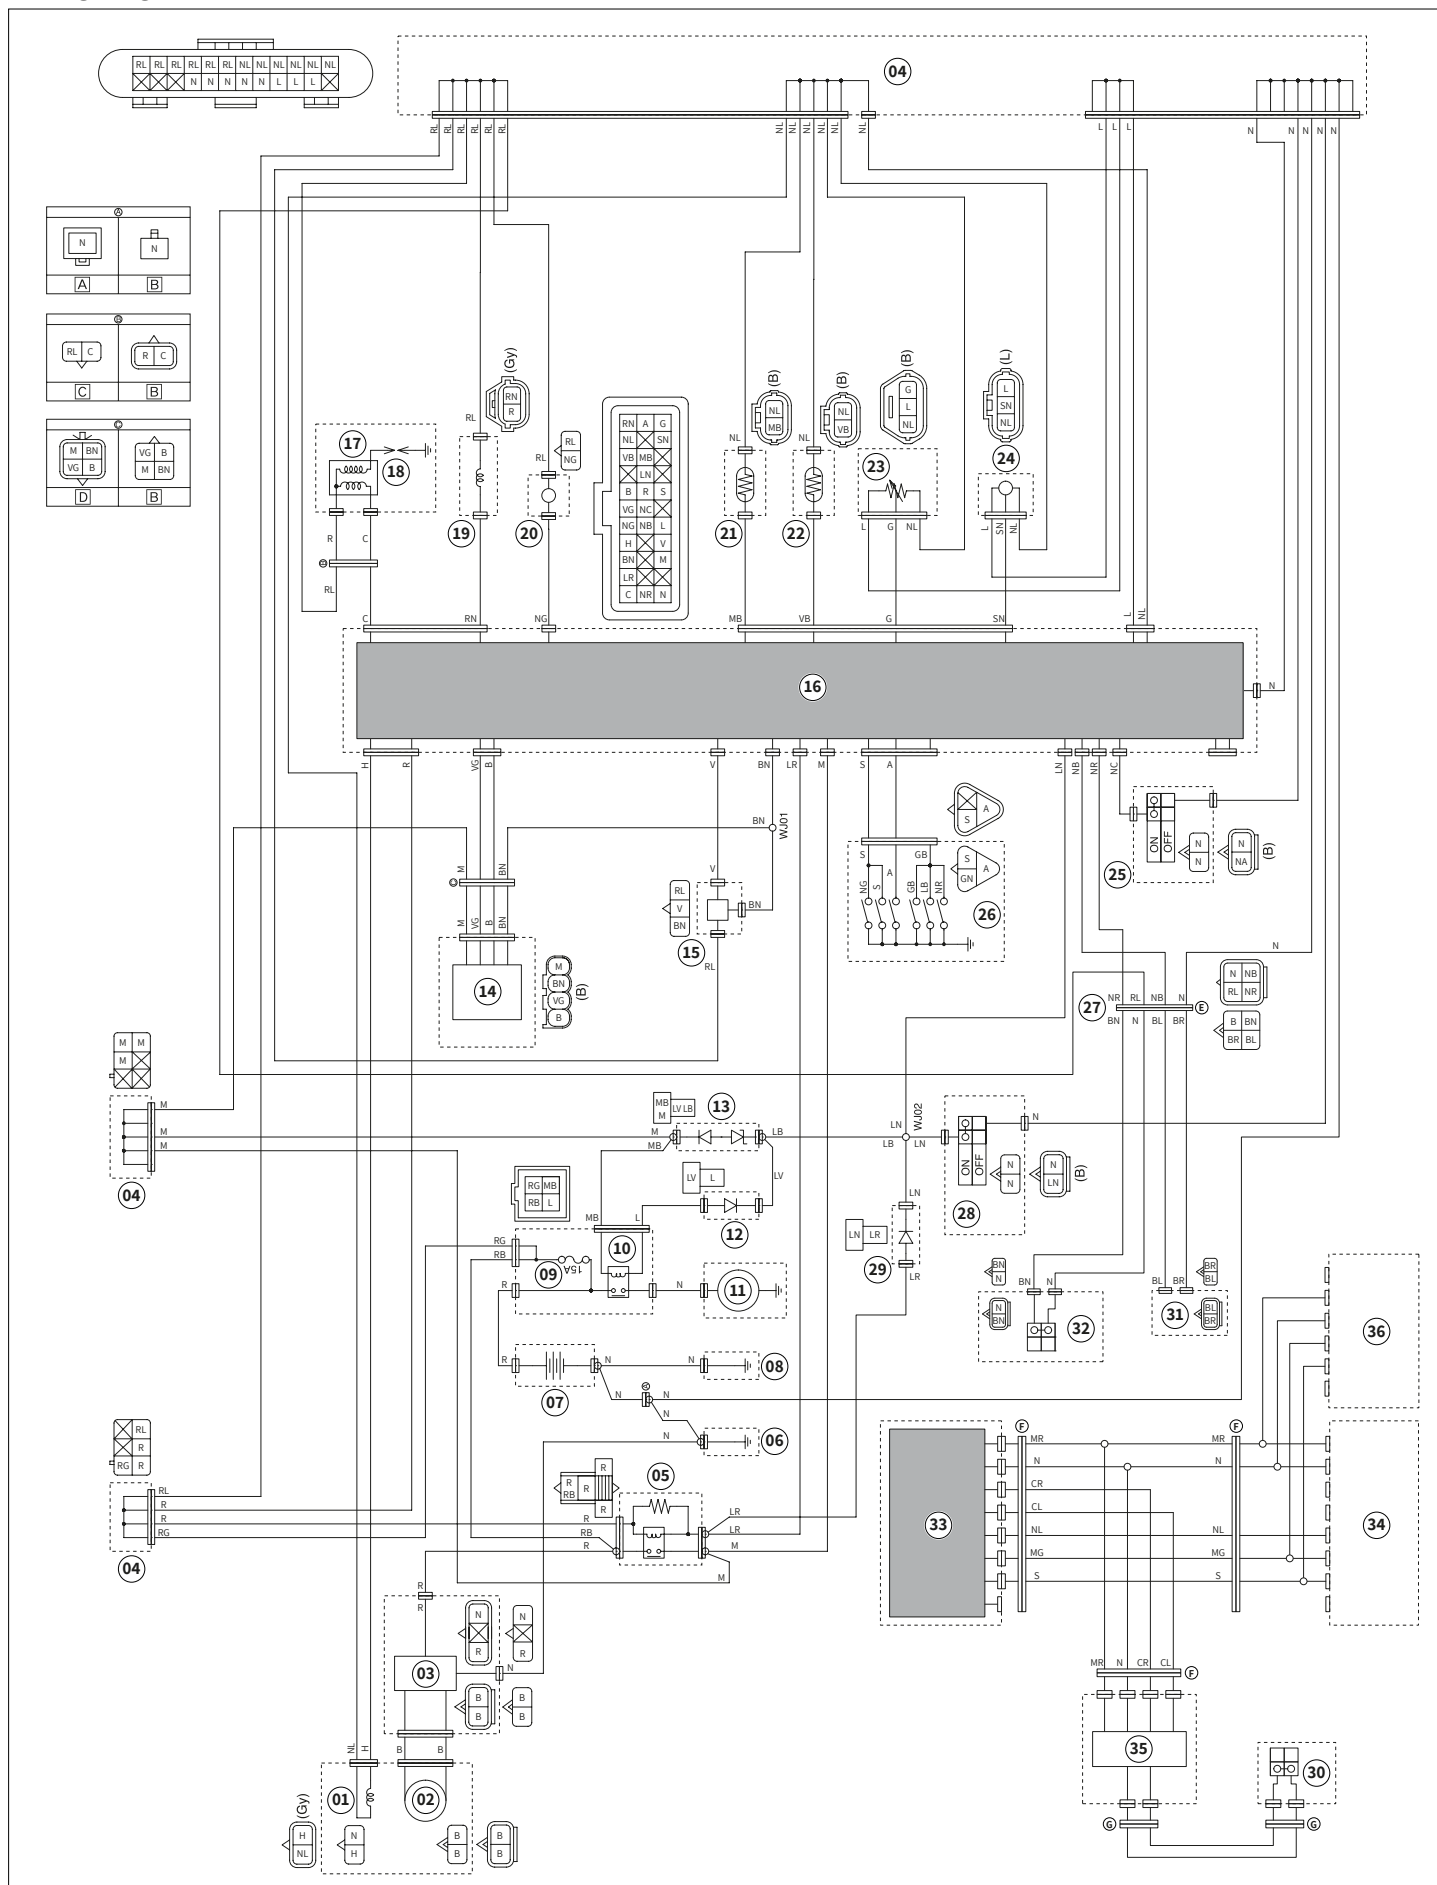 RL RL RL RL RL RL NL NL NL NL NL NL
N N N N N L L L
04
RL RL RL RL RL RL NL NL NL NL NL NL L L L N N N N N N
Ⓐ
N N
A B
Ⓑ
RL C R C
C B
Ⓒ
M BN VG B
VG B M BN
D B
17
18
R C
Ⓑ
RL
C
RL
RN
R
(Gy)
19
RN
RL
RL
NG
20
NG
RN A G
NL SN
VB MB
LN
B R S
VG NC
NG NB L
H V
BN M
LR
C NR N
NL
NL
MB
(B)
21
MB
NL
NL
VB
(B)
22
VB
G
L
NL
(B)
23
L G NL
G
L
SN
NL
(L)
24
L SN NL
SN
L NL
16
N
H R VG B V BN LR M S A LN NB NR NC
BN
WJ01
M BN
Ⓒ
M VG B BN
14
M
BN
VG
B
(B)
V
RL
V
BN
BN
15
RL
A
S
S
GN
A
S GB
NG S A GB LB NR
26
ON OFF
25
N
N
N
NA
(B)
N
NR RL NB N
27
Ⓔ
BN N BL BR
N NB
RL NR
B BN
BR BL
M M
M
M
M
M
04
MB
M
LV LB
13
M
MB
LB
LV
LV L
12
LN
WJ02
LB LN
ON OFF
N
28
N
N
N
LN
(B)
LN
LN LR
29
LR
RG MB
RB L
MB L
RG
RB
09
15A
10
R
N
11
R
07
N N
08
N Ⓐ N
N
N
06
BN
N
N
BN
BN N
32
BL BR
31
BR
BL
BL
BR
36
RL
R
RG R
RL
R
R
RG
04
R
R
RB
R
R
05
R
RB
R
LR
LR
M
M
33
Ⓕ
MR
N
CR
CL
NL
MG
S
Ⓕ
MR
N
NL
MG
S
34
R
R
03
N
R
N
R
N
B
B
B
B
NL H B B
01
02
(Gy)
H
NL
N
H
B
B
B
B
MR N CR CL
Ⓕ
35
30
Ⓖ
Ⓖ